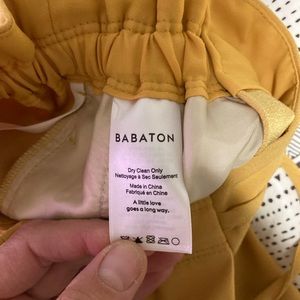 BABATON
Dry Clean Only
Nettoyage à Sec Seulement
Made in China
Fabriqué en Chine
A little love
goes a long way.